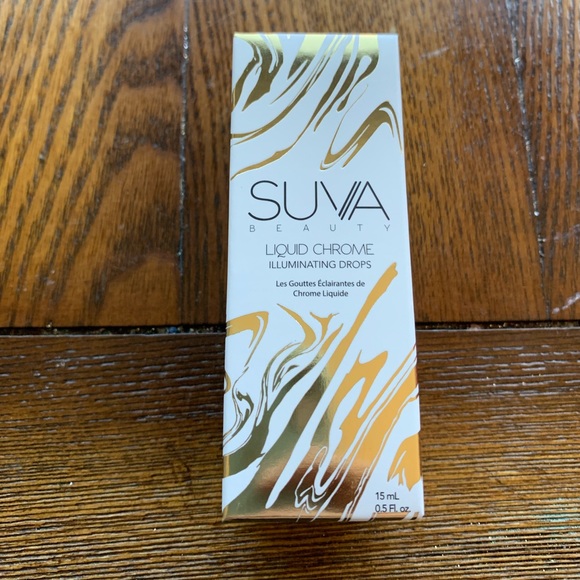 SUVA
BEAUTY
LIQUID CHROME
ILLUMINATING DROPS
Les Gouttes Éclairantes de
Chrome Liquide
15 mL
0.5 Fl. oz.